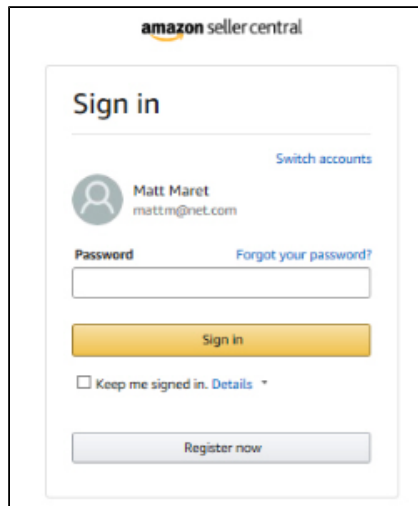 amazon seller central
Sign in
Switch accounts
Matt Maret
mattm@net.com
Password Forgot your password?
Sign in
Keep me signed in. Details
Register now